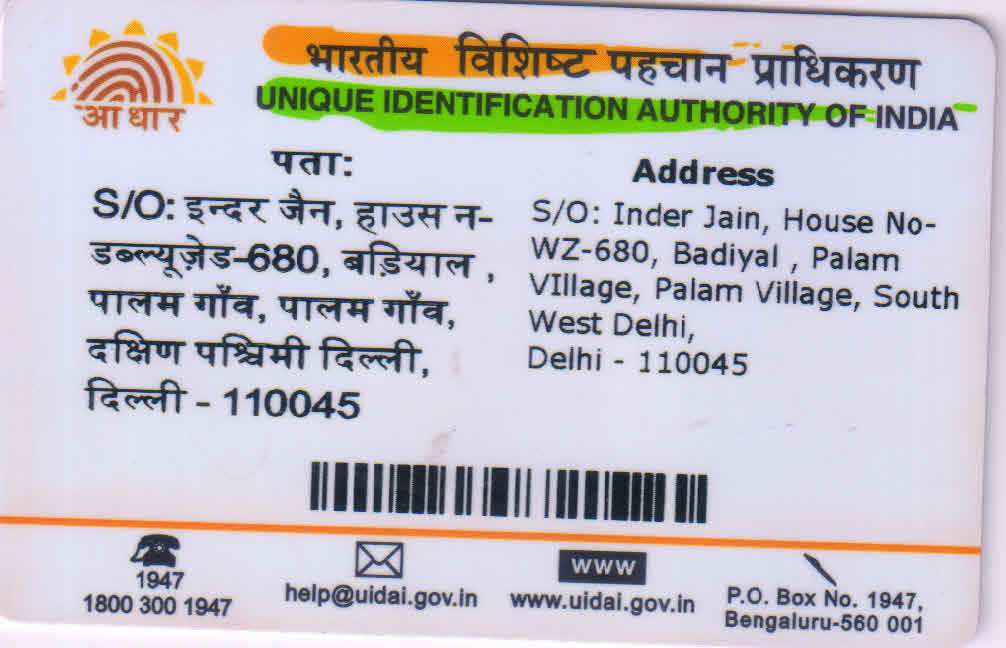 आधार
भारतीय विशिष्ट पहचान प्राधिकरण
UNIQUE IDENTIFICATION AUTHORITY OF INDIA
पता:
S/O: इन्दर जैन, हाउस न-
डब्ल्यूज़ेड-680, बड़ियाल ,
पालम गाँव, पालम गाँव,
दक्षिण पश्चिमी दिल्ली,
दिल्ली - 110045
Address
S/O: Inder Jain, House No-
WZ-680, Badiyal , Palam
VIllage, Palam Village, South
West Delhi,
Delhi - 110045
1947
1800 300 1947
help@uidai.gov.in
www
www.uidai.gov.in
P.O. Box No. 1947,
Bengaluru-560 001